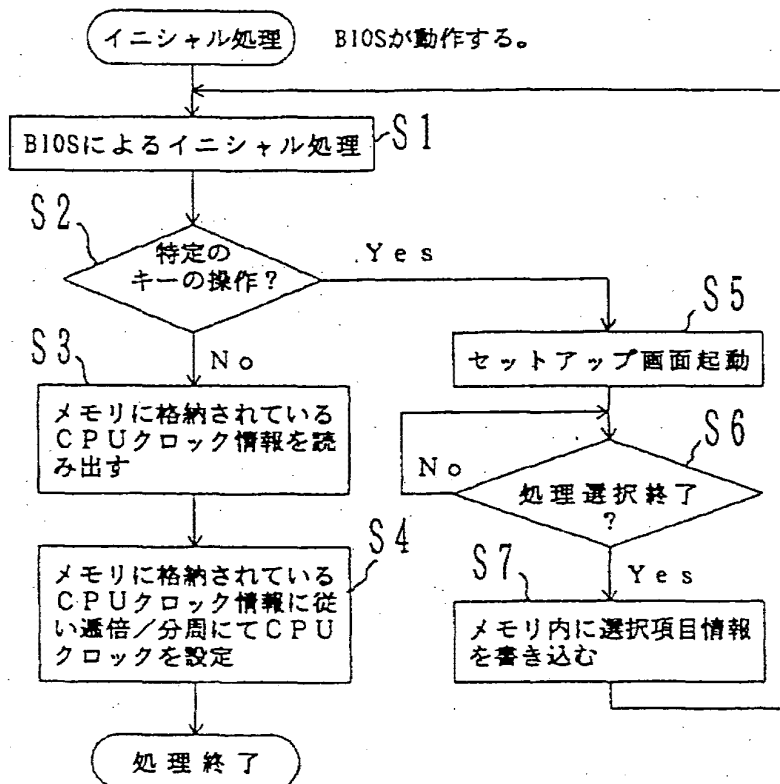 イニシャル処理
BIOSが動作する。
BIOSによるイニシャル処理
S1
S2
特定の
キーの操作?
Yes
No
S3
メモリに格納されている
CPUクロック情報を読
み出す
S4
メモリに格納されている
CPUクロック情報に従
い逓倍/分周にてCPU
クロックを設定
処理終了
S5
セットアップ画面起動
S6
No
処理選択終了
?
Yes
S7
メモリ内に選択項目情報
を書き込む